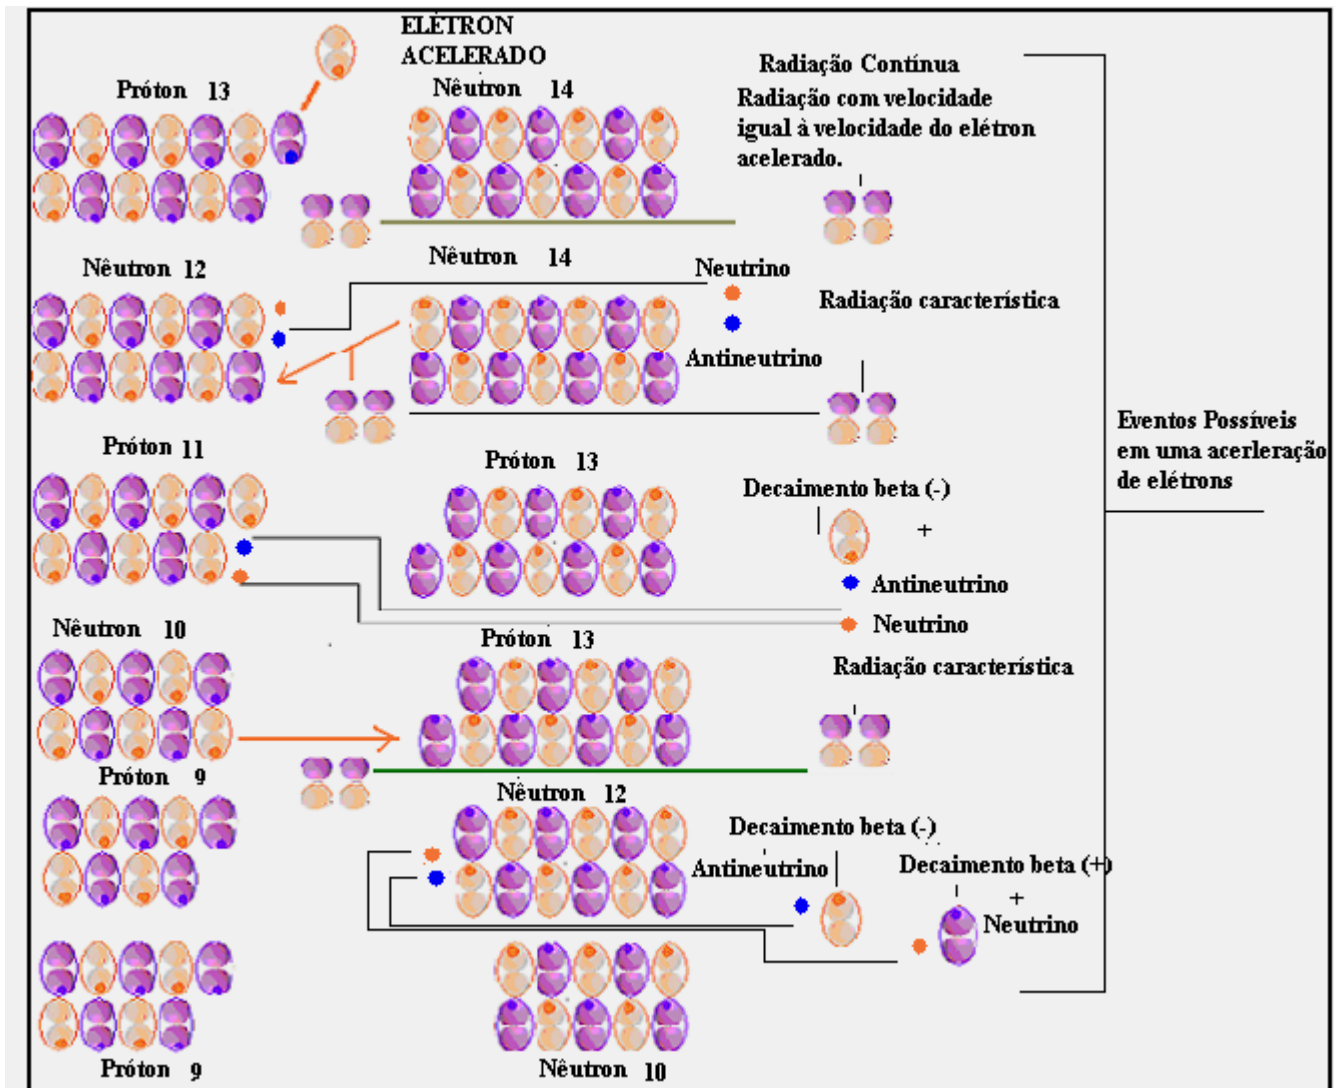 ELÉTRON
ACELERADO
Próton 13
Nêutron 14
Radiação Contínua
Radiação com velocidade
igual à velocidade do elétron
acelerado.
Nêutron 12
Nêutron 14
Neutrino
Radiação característica
Antineutrino
Próton 11
Próton 13
Eventos Possíveis
em uma acerleração
de elétrons
Decaimento beta (-)
+
Antineutrino
Neutrino
Nêutron 10
Próton 13
Radiação característica
Próton 9
Nêutron 12
Decaimento beta (-)
Antineutrino
Decaimento beta (+)
+
Neutrino
Próton 9
Nêutron 10